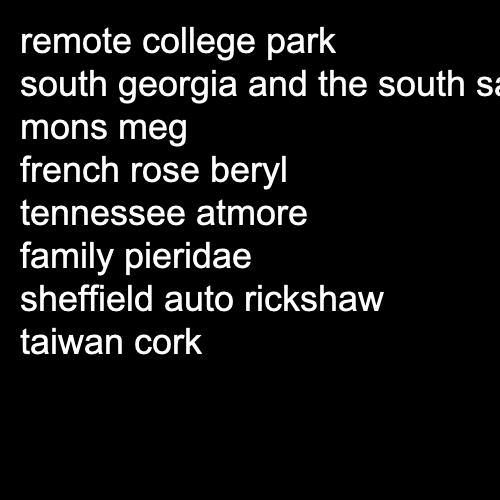 remote college park
south georgia and the south
mons meg
french rose beryl
tennessee atmore
family pieridae
sheffield auto rickshaw
taiwan cork